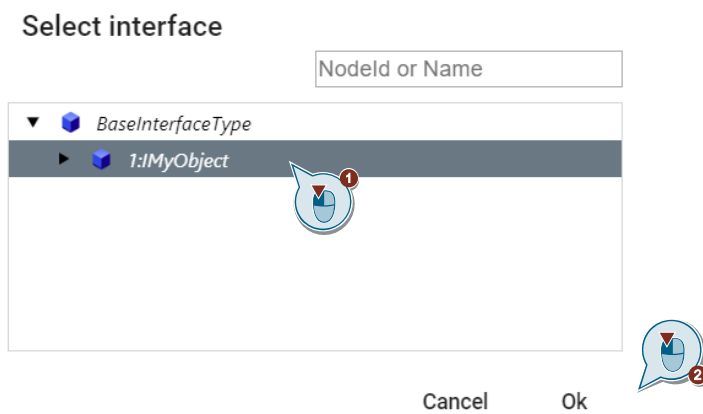 Select interface
NodeId or Name
BaseInterfaceType
1:IMyObject
1
2
Cancel Ok